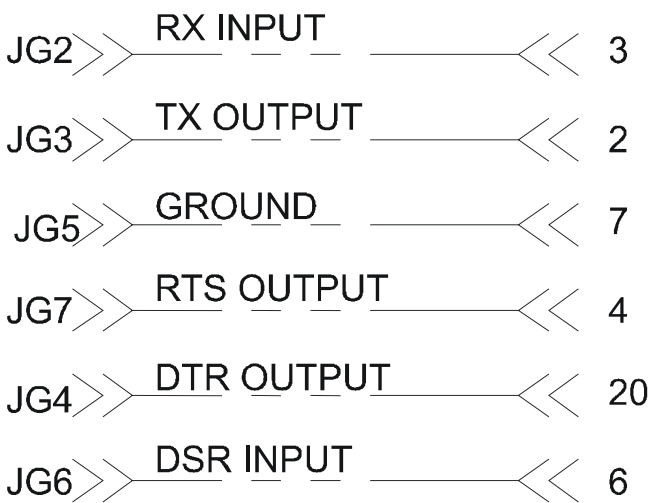 JG2 RX INPUT 3
JG3 TX OUTPUT 2
JG5 GROUND 7
JG7 RTS OUTPUT 4
JG4 DTR OUTPUT 20
JG6 DSR INPUT 6